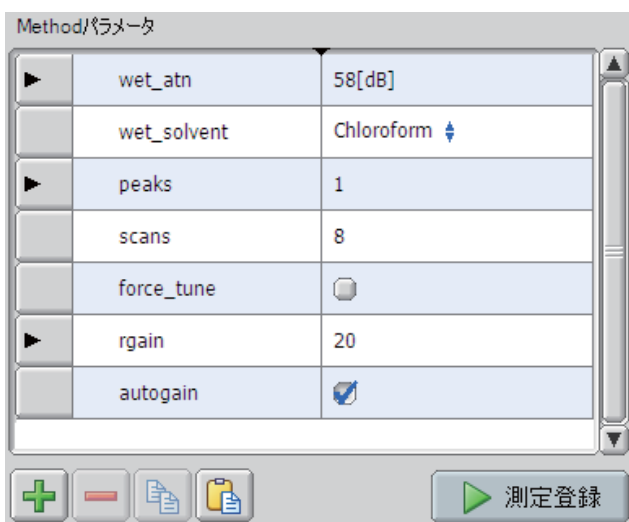 Methodパラメータ
wet_atn 58[dB]
wet_solvent Chloroform
peaks 1
scans 8
force_tune
rgain 20
autogain
測定登録